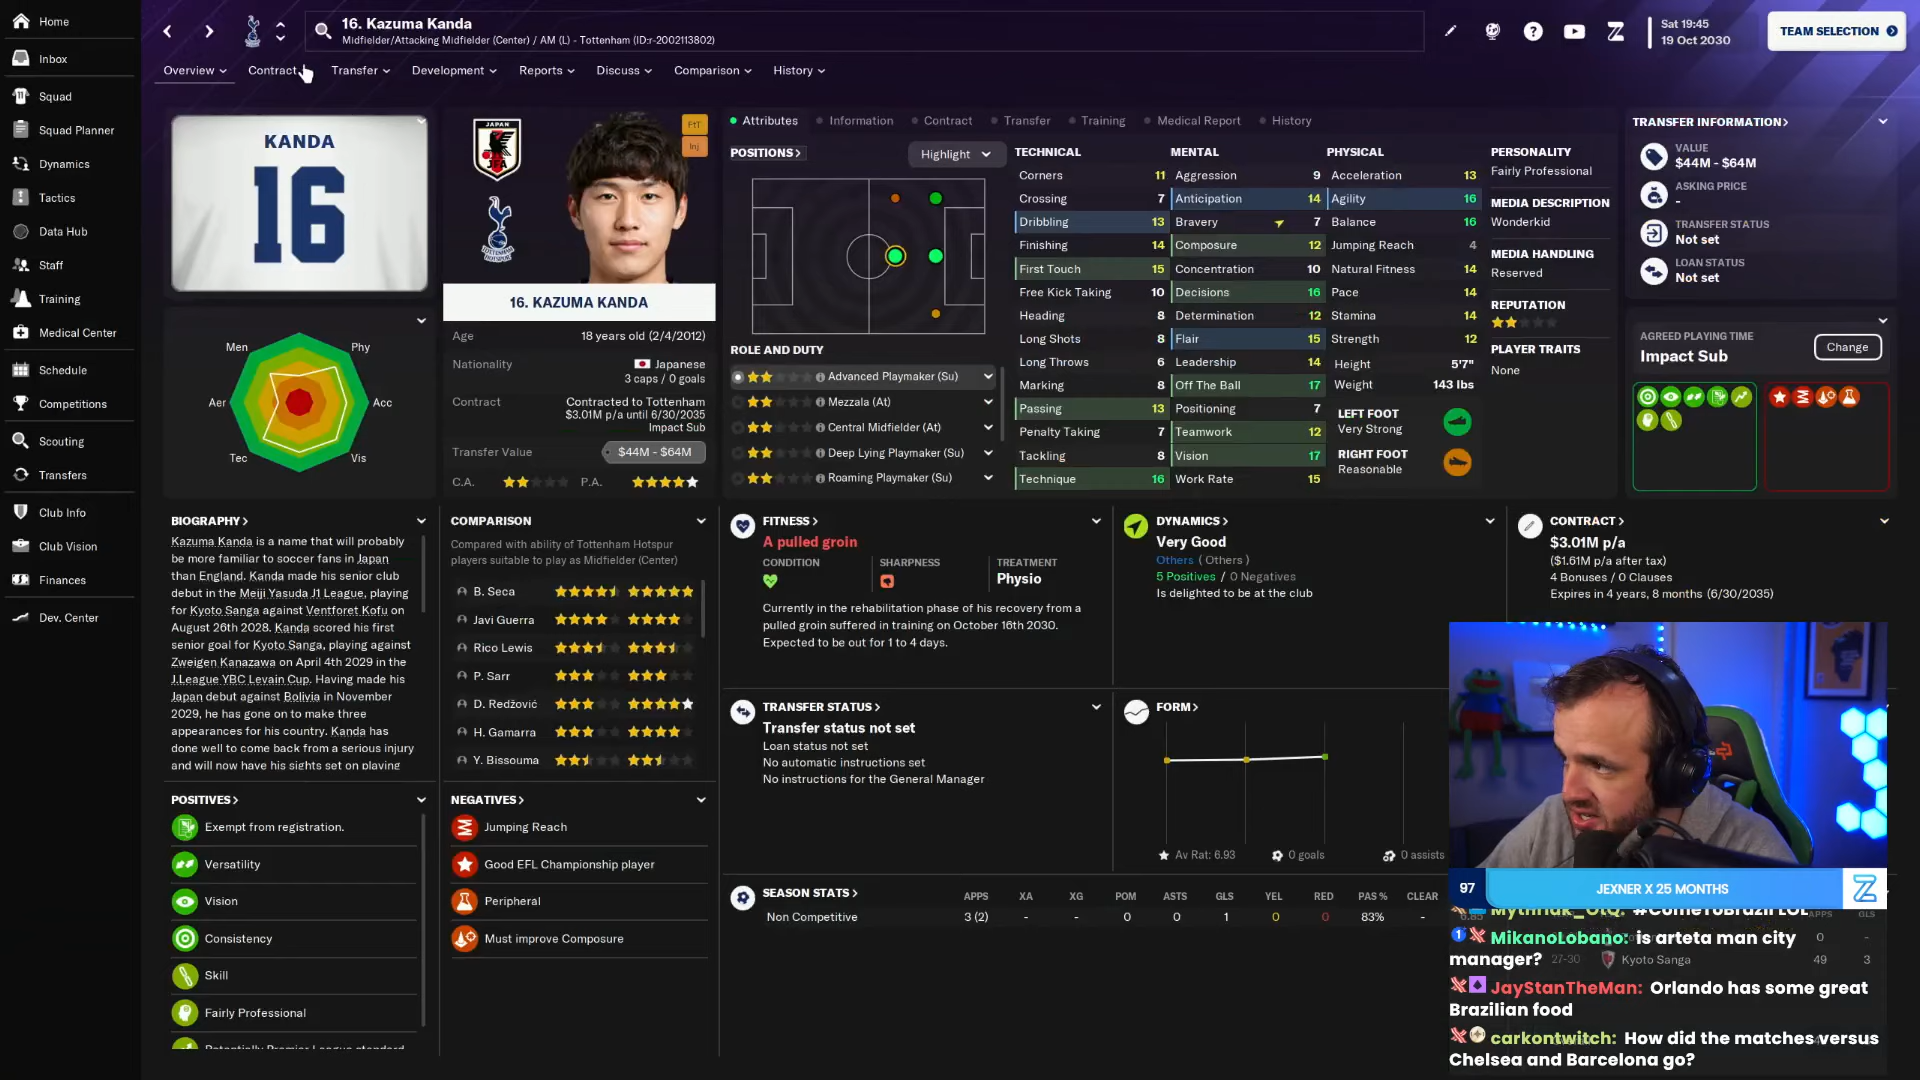 Home
Inbox
Squad
Squad Planner
Dynamics
Tactics
Data Hub
Staff
Training
Medical Center
Schedule
Competitions
Scouting
Transfers
Club Info
Club Vision
Finances
Dev. Center
16. Kazuma Kanda
Midfielder/Attacking Midfielder (Center) / AM (L) - Tottenham (ID:r-2002113802)
Sat 19:45
19 Oct 2030
TEAM SELECTION
Overview
Contract
Transfer
Development
Reports
Discuss
Comparison
History
KANDA
16
Men
Phy
Aer
Acc
Tec
Vis
JAPAN
JFA
FtT
Inj
16. KAZUMA KANDA
Age 18 years old (2/4/2012)
Nationality Japanese
3 caps / 0 goals
Contract Contracted to Tottenham
$3.01M p/a until 6/30/2035
Impact Sub
Transfer Value $44M - $64M
C.A. P.A.
Attributes
Information
Contract
Transfer
Training
Medical Report
History
POSITIONS>
Highlight
ROLE AND DUTY
Advanced Playmaker (Su)
Mezzala (At)
Central Midfielder (At)
Deep Lying Playmaker (Su)
Roaming Playmaker (Su)
TECHNICAL
Corners 11
Crossing 7
Dribbling 13
Finishing 14
First Touch 15
Free Kick Taking 10
Heading 8
Long Shots 8
Long Throws 6
Marking 8
Passing 13
Penalty Taking 7
Tackling 8
Technique 16
MENTAL
Aggression 9
Anticipation 14
Bravery 7
Composure 12
Concentration 10
Decisions 16
Determination 12
Flair 15
Leadership 14
Off The Ball 17
Positioning 7
Teamwork 12
Vision 17
Work Rate 15
PHYSICAL
Acceleration 13
Agility 16
Balance 16
Jumping Reach 4
Natural Fitness 14
Pace 14
Stamina 14
Strength 12
Height 5'7"
Weight 143 lbs
LEFT FOOT
Very Strong
RIGHT FOOT
Reasonable
PERSONALITY
Fairly Professional
MEDIA DESCRIPTION
Wonderkid
MEDIA HANDLING
Reserved
REPUTATION
PLAYER TRAITS
None
TRANSFER INFORMATION>
VALUE
$44M - $64M
ASKING PRICE
-
TRANSFER STATUS
Not set
LOAN STATUS
Not set
AGREED PLAYING TIME
Impact Sub
Change
BIOGRAPHY>
Kazuma Kanda is a name that will probably
be more familiar to soccer fans in Japan
than England. Kanda made his senior club
debut in the Meiji Yasuda J1 League, playing
for Kyoto Sanga against Ventforet Kofu on
August 26th 2028. Kanda scored his first
senior goal for Kyoto Sanga, playing against
Zweigen Kanazawa on April 4th 2029 in the
J.League YBC Levain Cup. Having made his
Japan debut against Bolivia in November
2029, he has gone on to make three
appearances for his country. Kanda has
done well to come back from a serious injury
and will now have his sights set on playing
COMPARISON
Compared with ability of Tottenham Hotspur
players suitable to play as Midfielder (Center)
B. Seca
Javi Guerra
Rico Lewis
P. Sarr
D. Redžović
H. Gamarra
Y. Bissouma
FITNESS>
A pulled groin
CONDITION
SHARPNESS
TREATMENT
Physio
Currently in the rehabilitation phase of his recovery from a
pulled groin suffered in training on October 16th 2030.
Expected to be out for 1 to 4 days.
DYNAMICS>
Very Good
Others ( Others )
5 Positives / 0 Negatives
Is delighted to be at the club
CONTRACT>
$3.01M p/a
($1.61M p/a after tax)
4 Bonuses / 0 Clauses
Expires in 4 years, 8 months (6/30/2035)
TRANSFER STATUS>
Transfer status not set
Loan status not set
No automatic instructions set
No instructions for the General Manager
FORM>
Av Rat: 6.93
0 goals
0 assists
POSITIVES>
Exempt from registration.
Versatility
Vision
Consistency
Skill
Fairly Professional
Potentially Premier League standard
NEGATIVES>
Jumping Reach
Good EFL Championship player
Peripheral
Must improve Composure
SEASON STATS>
APPS XA XG POM ASTS GLS YEL RED PAS % CLEAR
Non Competitive 3 (2) - - 0 0 1 0 0 83% -
97
JEXNER X 25 MONTHS
#ComeToBrazil LOL
APPS GLS
MikanoLobano: is arteta man city
manager?
0 -
27-30 Kyoto Sanga 49 3
JayStanTheMan: Orlando has some great
Brazilian food
carkontwitch: How did the matches versus
Chelsea and Barcelona go?